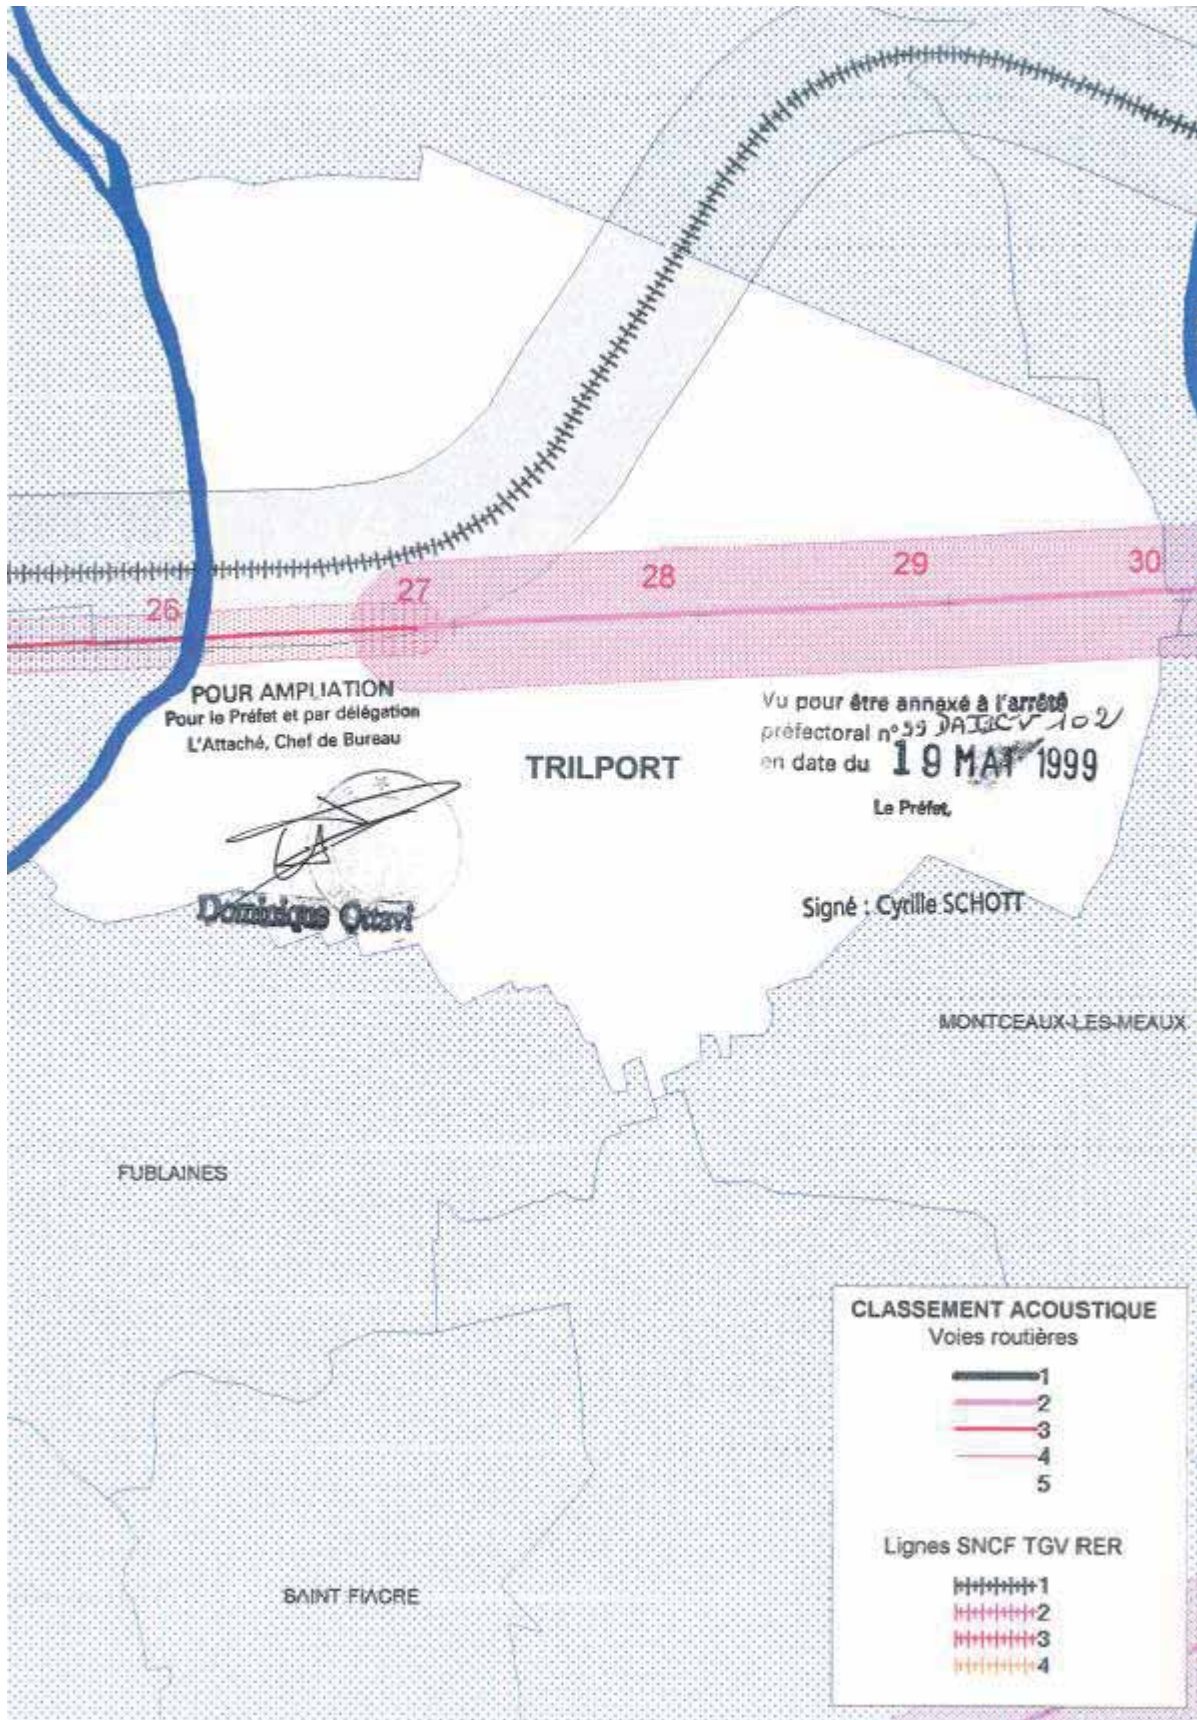 26
27
28
29
30
POUR AMPLIATION
Pour le Préfet et par délégation
L'Attaché, Chef de Bureau
Dominique Ottavi
TRILPORT
Vu pour être annexé à l'arrêté
préfectoral n° 99 DAI1CV 102
en date du 19 MAI 1999
Le Préfet,
Signé : Cyrille SCHOTT
MONTCEAUX-LES-MEAUX
FUBLAINES
SAINT FIACRE
CLASSEMENT ACOUSTIQUE
Voies routières
1
2
3
4
5
Lignes SNCF TGV RER
1
2
3
4